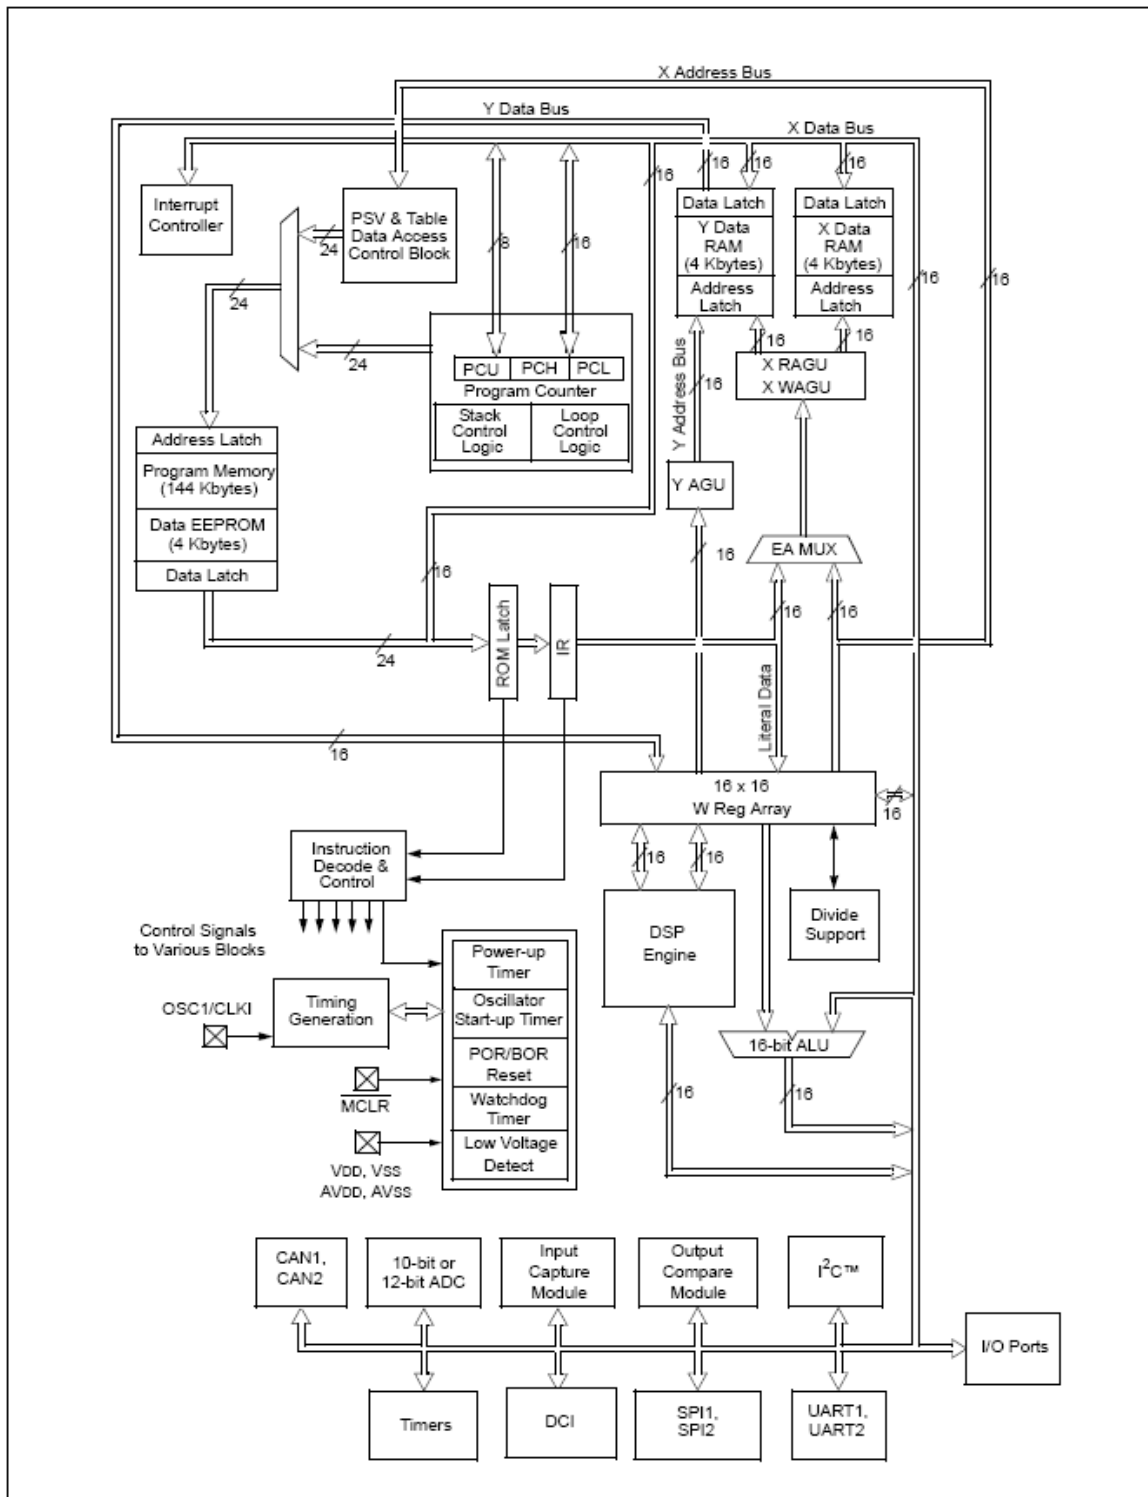 X Address Bus
Y Data Bus
X Data Bus
16
16
16
16
Interrupt
Controller
PSV & Table
Data Access
Control Block
24
24
8
16
Data Latch
Y Data
RAM
(4 Kbytes)
Address
Latch
Data Latch
X Data
RAM
(4 Kbytes)
Address
Latch
16
16
24
PCU
PCH
PCL
Program Counter
Stack
Control
Logic
Loop
Control
Logic
16
16
X RAGU
X WAGU
Y Address Bus
16
Y AGU
Address Latch
Program Memory
(144 Kbytes)
Data EEPROM
(4 Kbytes)
Data Latch
16
16
EA MUX
24
ROM Latch
IR
16
16
Literal Data
16
16 x 16
W Reg Array
16
Instruction
Decode &
Control
16
16
Control Signals
to Various Blocks
DSP
Engine
Divide
Support
Power-up
Timer
OSC1/CLKI
Timing
Generation
Oscillator
Start-up Timer
16-bit ALU
POR/BOR
Reset
MCLR
Watchdog
Timer
16
16
Low Voltage
Detect
VDD, VSS
AVDD, AVSS
CAN1,
CAN2
10-bit or
12-bit ADC
Input
Capture
Module
Output
Compare
Module
I2C™
I/O Ports
Timers
DCI
SPI1,
SPI2
UART1,
UART2